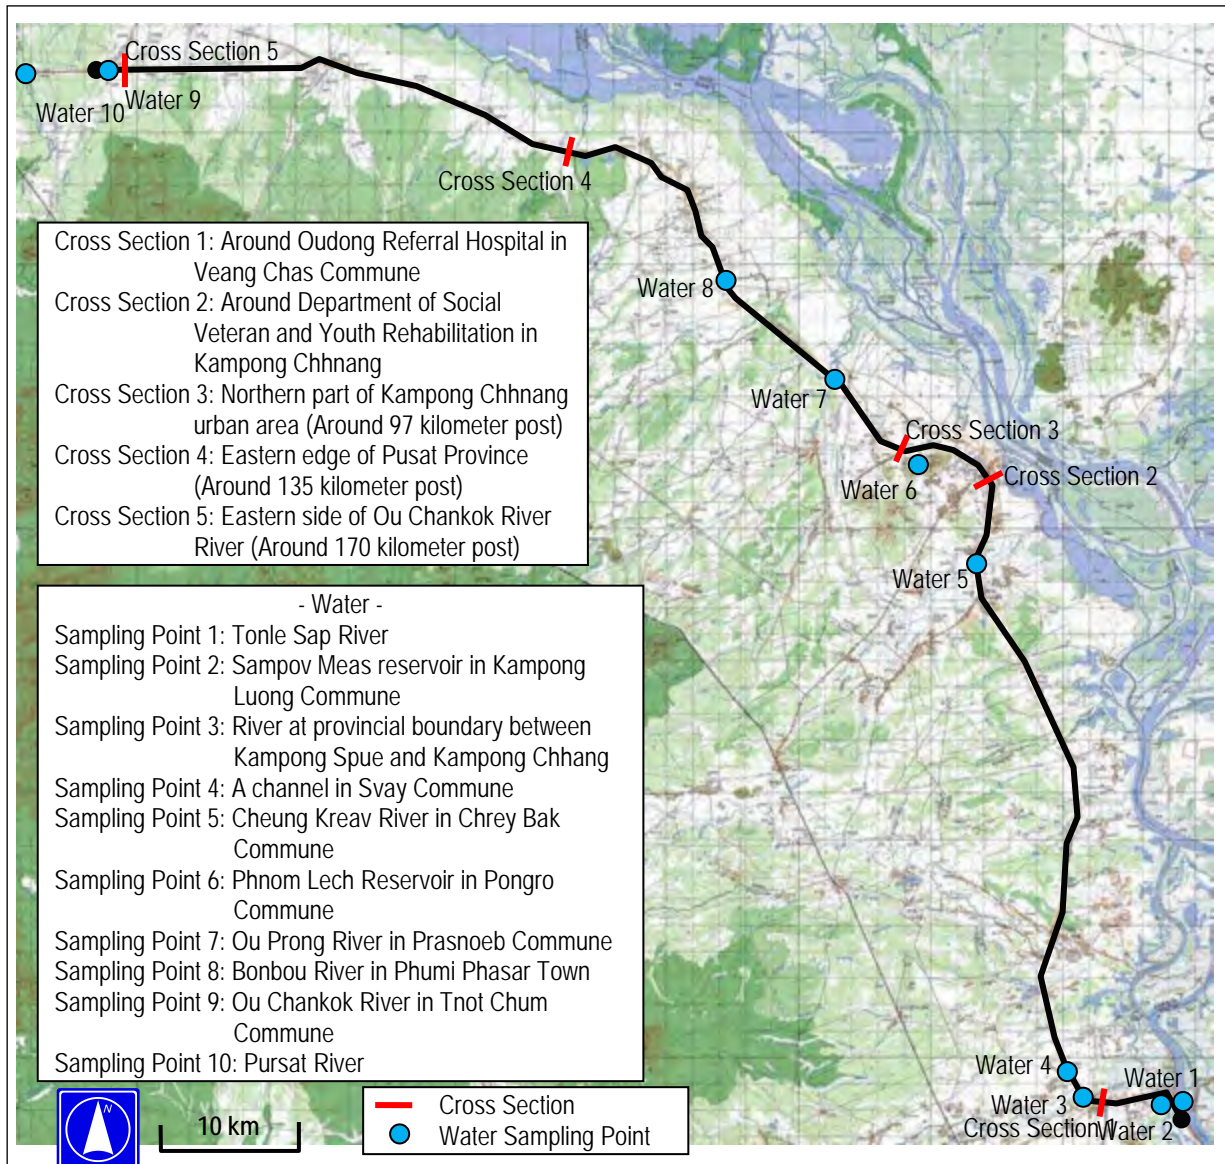 Cross Section 5
Water 10
Water 9
Cross Section 4
Cross Section 1: Around Oudong Referral Hospital in
Veang Chas Commune
Cross Section 2: Around Department of Social
Veteran and Youth Rehabilitation in
Kampong Chhnang
Cross Section 3: Northern part of Kampong Chhnang
urban area (Around 97 kilometer post)
Cross Section 4: Eastern edge of Pusat Province
(Around 135 kilometer post)
Cross Section 5: Eastern side of Ou Chankok River
River (Around 170 kilometer post)
Water 8
Water 7
Cross Section 3
Water 6
Cross Section 2
Water 5
- Water -
Sampling Point 1: Tonle Sap River
Sampling Point 2: Sampov Meas reservoir in Kampong
Luong Commune
Sampling Point 3: River at provincial boundary between
Kampong Spue and Kampong Chhang
Sampling Point 4: A channel in Svay Commune
Sampling Point 5: Cheung Kreav River in Chrey Bak
Commune
Sampling Point 6: Phnom Lech Reservoir in Pongro
Commune
Sampling Point 7: Ou Prong River in Prasnoeb Commune
Sampling Point 8: Bonbou River in Phumi Phasar Town
Sampling Point 9: Ou Chankok River in Tnot Chum
Commune
Sampling Point 10: Pursat River
Water 4
Water 1
Water 3
Cross Section 1
Water 2
N
10 km
Cross Section
Water Sampling Point